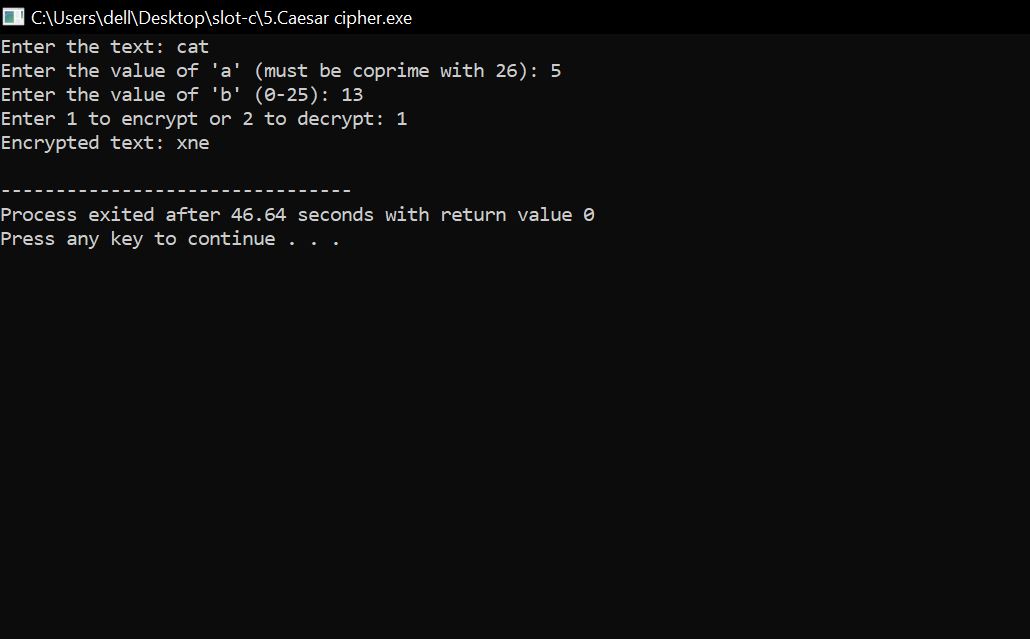 C:\Users\dell\Desktop\slot-c\5.Caesar cipher.exe
Enter the text: cat
Enter the value of 'a' (must be coprime with 26): 5
Enter the value of 'b' (0-25): 13
Enter 1 to encrypt or 2 to decrypt: 1
Encrypted text: xne
--------------------------------
Process exited after 46.64 seconds with return value 0
Press any key to continue . . .